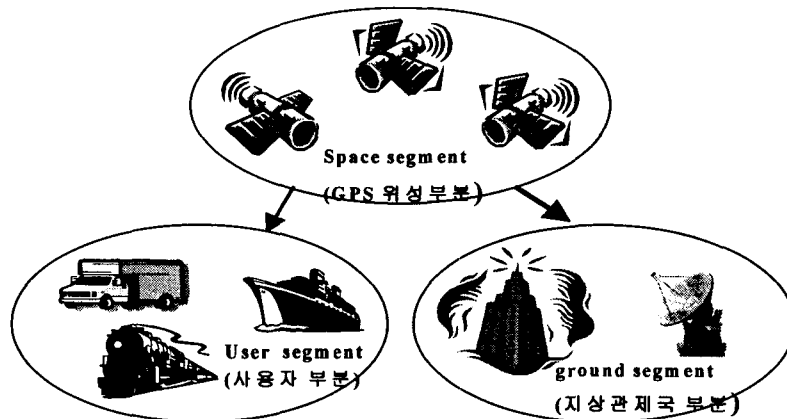 Space segment
(GPS 위성부분)
User segment
(사용자 부분)
ground segment
(지상관제국 부분)